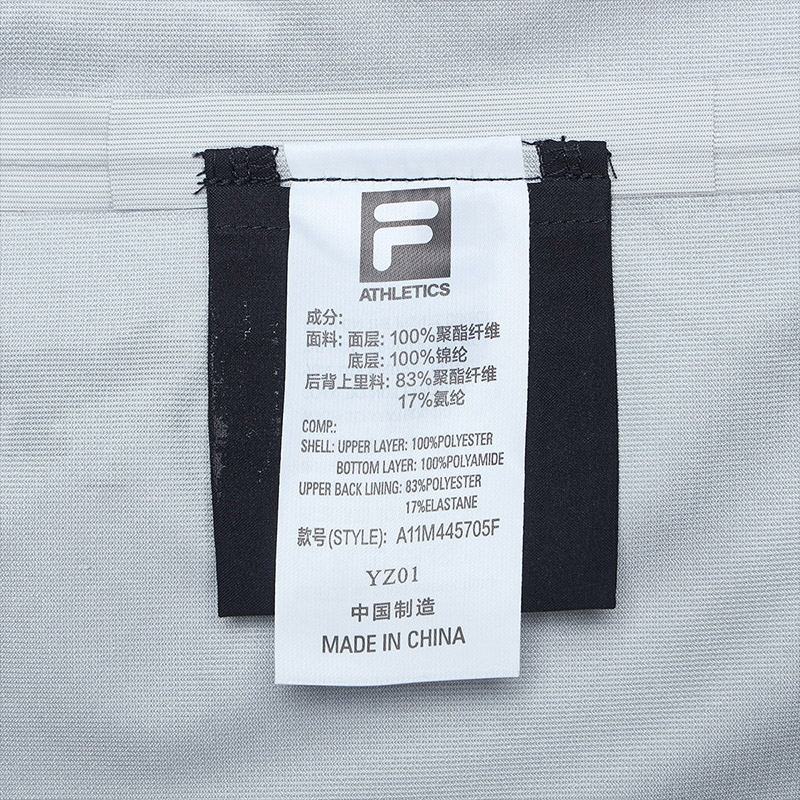 F
ATHLETICS
成分:
面料: 面层: 100%聚酯纤维
底层: 100%锦纶
后背上里料: 83%聚酯纤维
17%氨纶
COMP.:
SHELL: UPPER LAYER: 100%POLYESTER
BOTTOM LAYER: 100%POLYAMIDE
UPPER BACK LINING: 83%POLYESTER
17%ELASTANE
款号(STYLE): A11M445705F
YZ01
中国制造
MADE IN CHINA